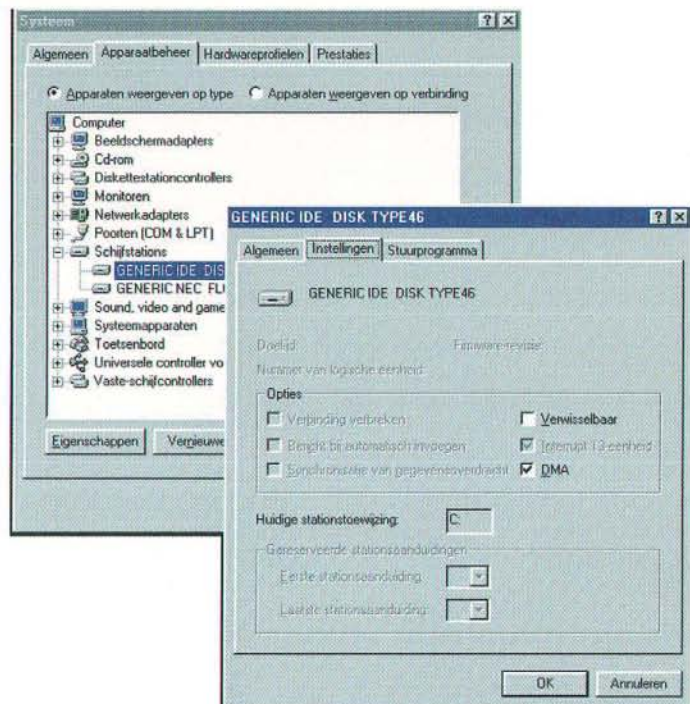 Systeem
Algemeen Apparaatbeheer Hardwareprofielen Prestaties
Apparaten weergeven op type Apparaten weergeven op verbinding
Computer
Beeldschermadapters
Cd-rom
Diskettestationcontrollers
Monitoren
Netwerkadapters
Poorten (COM & LPT)
Schijfstations
GENERIC IDE DIS
GENERIC NEC FL
Sound, video and game
Systeemapparaten
Toetsenbord
Universele controller vo
Vaste-schijfcontrollers
Eigenschappen Vernieuwe
GENERIC IDE DISK TYPE46
Algemeen Instellingen Stuurprogramma
GENERIC IDE DISK TYPE46
Doel-id: Firmware-revisie:
Nummer van logische eenheid:
Opties
Verbinding verbreken Verwisselbaar
Bericht bij automatisch invoegen Interrupt 13-eenheid
Synchronisatie van gegevensoverdracht DMA
Huidige stationstoewijzing: C:
Gereserveerde stationsaanduidingen
Eerste stationsaanduiding:
Laatste stationsaanduiding:
OK Annuleren